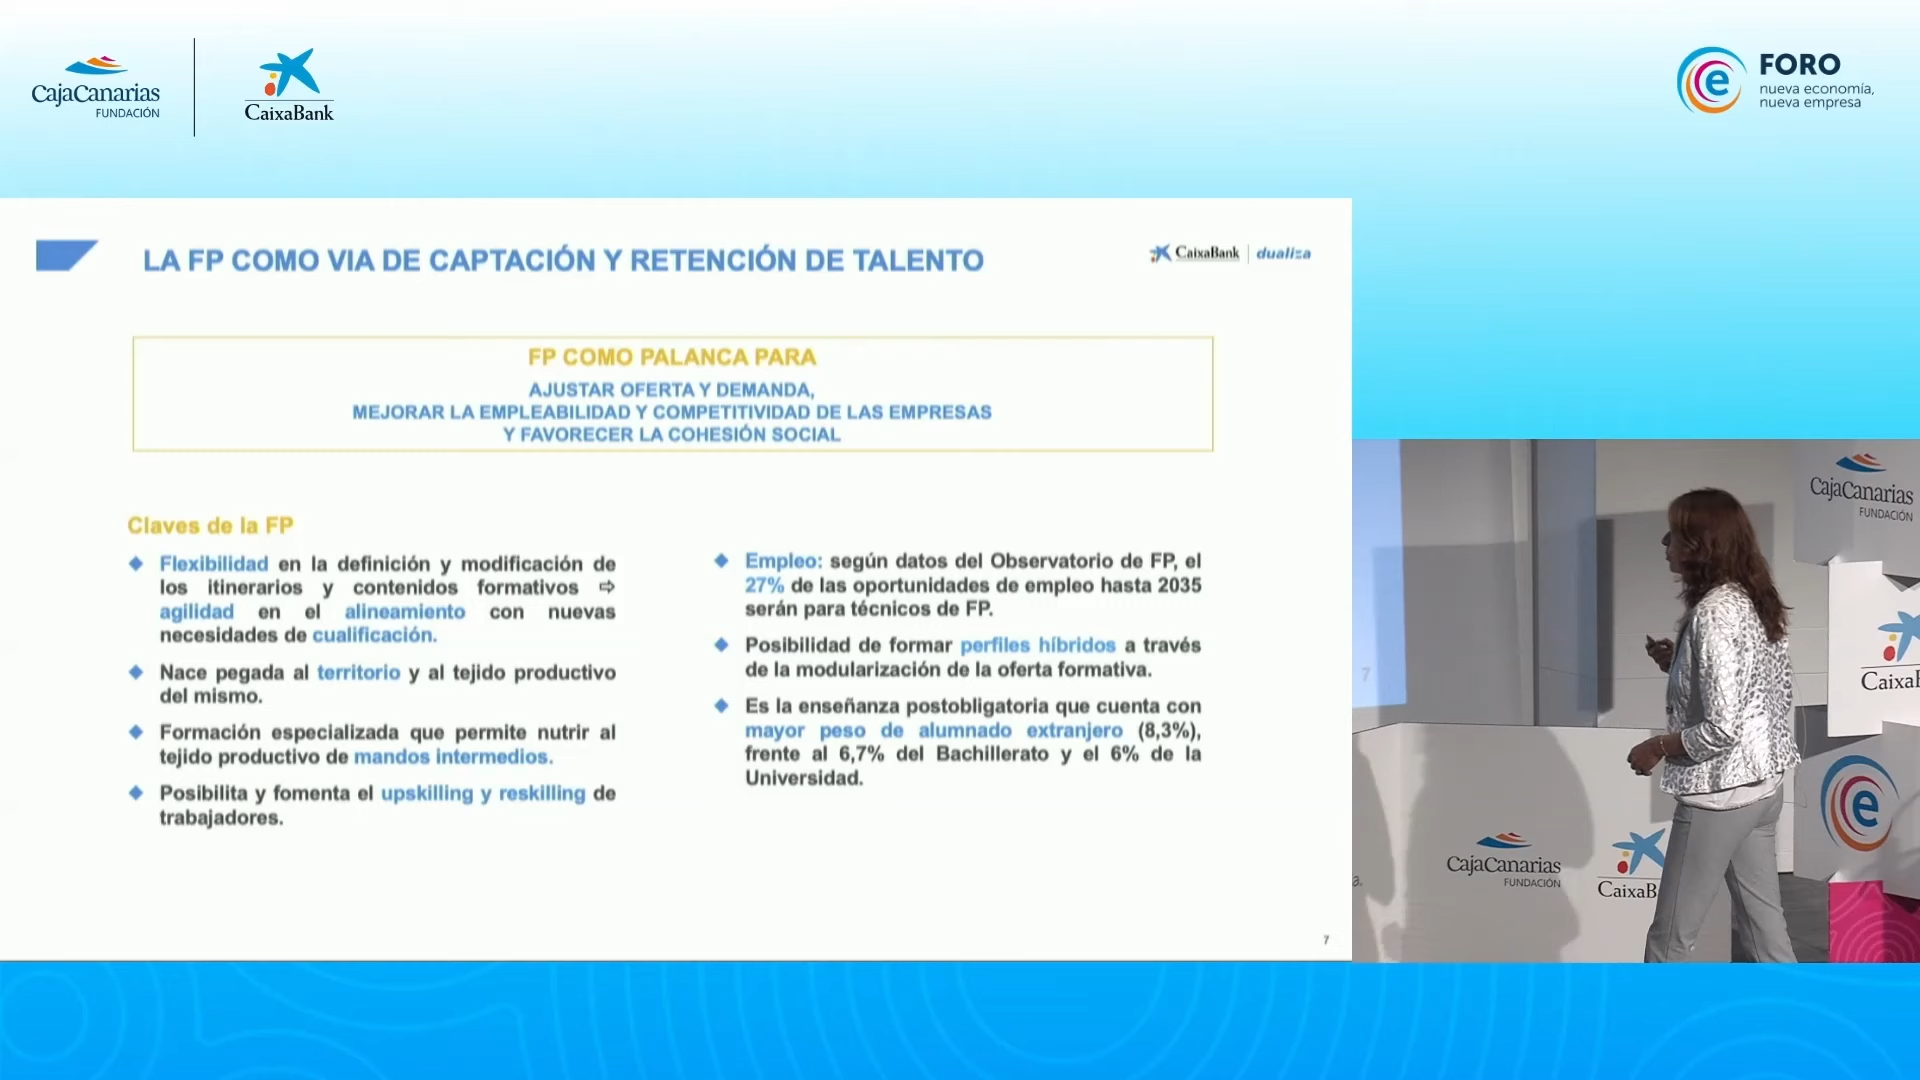 CajaCanarias
FUNDACIÓN
CaixaBank
FORO
nueva economía,
nueva empresa
LA FP COMO VIA DE CAPTACIÓN Y RETENCIÓN DE TALENTO
CaixaBank
dualiza
FP COMO PALANCA PARA
AJUSTAR OFERTA Y DEMANDA,
MEJORAR LA EMPLEABILIDAD Y COMPETITIVIDAD DE LAS EMPRESAS
Y FAVORECER LA COHESIÓN SOCIAL
Claves de la FP
◆ Flexibilidad en la definición y modificación de
los itinerarios y contenidos formativos ⇨
agilidad en el alineamiento con nuevas
necesidades de cualificación.
◆ Nace pegada al territorio y al tejido productivo
del mismo.
◆ Formación especializada que permite nutrir al
tejido productivo de mandos intermedios.
◆ Posibilita y fomenta el upskilling y reskilling de
trabajadores.
◆ Empleo: según datos del Observatorio de FP, el
27% de las oportunidades de empleo hasta 2035
serán para técnicos de FP.
◆ Posibilidad de formar perfiles híbridos a través
de la modularización de la oferta formativa.
◆ Es la enseñanza postobligatoria que cuenta con
mayor peso de alumnado extranjero (8,3%),
frente al 6,7% del Bachillerato y el 6% de la
Universidad.
7
CajaCanarias
FUNDACIÓN
7
CaixaB
CajaCanarias
FUNDACIÓN
CaixaB
a.
e